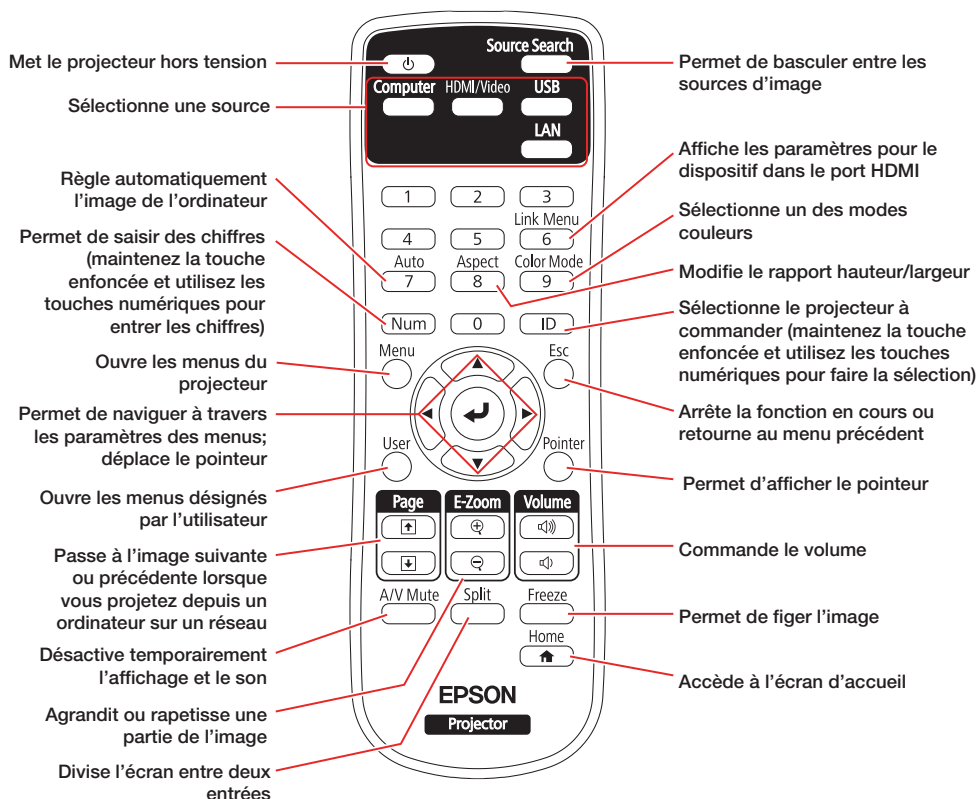 Met le projecteur hors tension
Sélectionne une source
Règle automatiquement
l'image de l'ordinateur
Permet de saisir des chiffres
(maintenez la touche
enfoncée et utilisez les
touches numériques pour
entrer les chiffres)
Ouvre les menus du
projecteur
Permet de naviguer à travers
les paramètres des menus;
déplace le pointeur
Ouvre les menus désignés
par l'utilisateur
Passe à l'image suivante
ou précédente lorsque
vous projetez depuis un
ordinateur sur un réseau
Désactive temporairement
l'affichage et le son
Agrandit ou rapetisse une
partie de l'image
Divise l'écran entre deux
entrées
Source Search
Computer HDMI/Video USB
LAN
1 2 3
Link Menu
4 5 6
Auto Aspect Color Mode
7 8 9
Num 0 ID
Menu Esc
User Pointer
Page E-Zoom Volume
A/V Mute Split Freeze
Home
EPSON
Projector
Permet de basculer entre les
sources d'image
Affiche les paramètres pour le
dispositif dans le port HDMI
Sélectionne un des modes
couleurs
Modifie le rapport hauteur/largeur
Sélectionne le projecteur à
commander (maintenez la touche
enfoncée et utilisez les touches
numériques pour faire la sélection)
Arrête la fonction en cours ou
retourne au menu précédent
Permet d'afficher le pointeur
Commande le volume
Permet de figer l'image
Accède à l'écran d'accueil